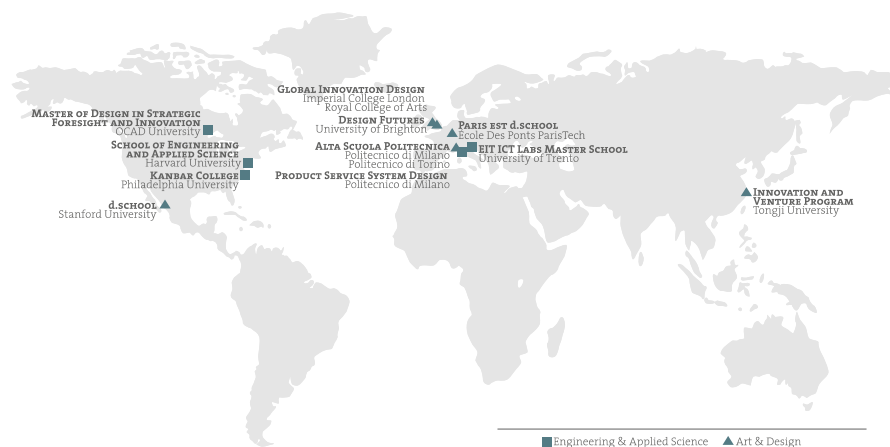 Master of Design in Strategic
Foresight and Innovation
OCAD University
School of Engineering
and Applied Science
Harvard University
Kanbar College
Philadelphia University
d.school
Stanford University
Global Innovation Design
Imperial College London
Royal College of Arts
Design Futures
University of Brighton
Alta Scuola Politecnica
Politecnico di Milano
Politecnico di Torino
Product Service System Design
Politecnico di Milano
Paris est d.school
École Des Ponts ParisTech
EIT ICT Labs Master School
University of Trento
Innovation and
Venture Program
Tongji University
Engineering & Applied Science
Art & Design